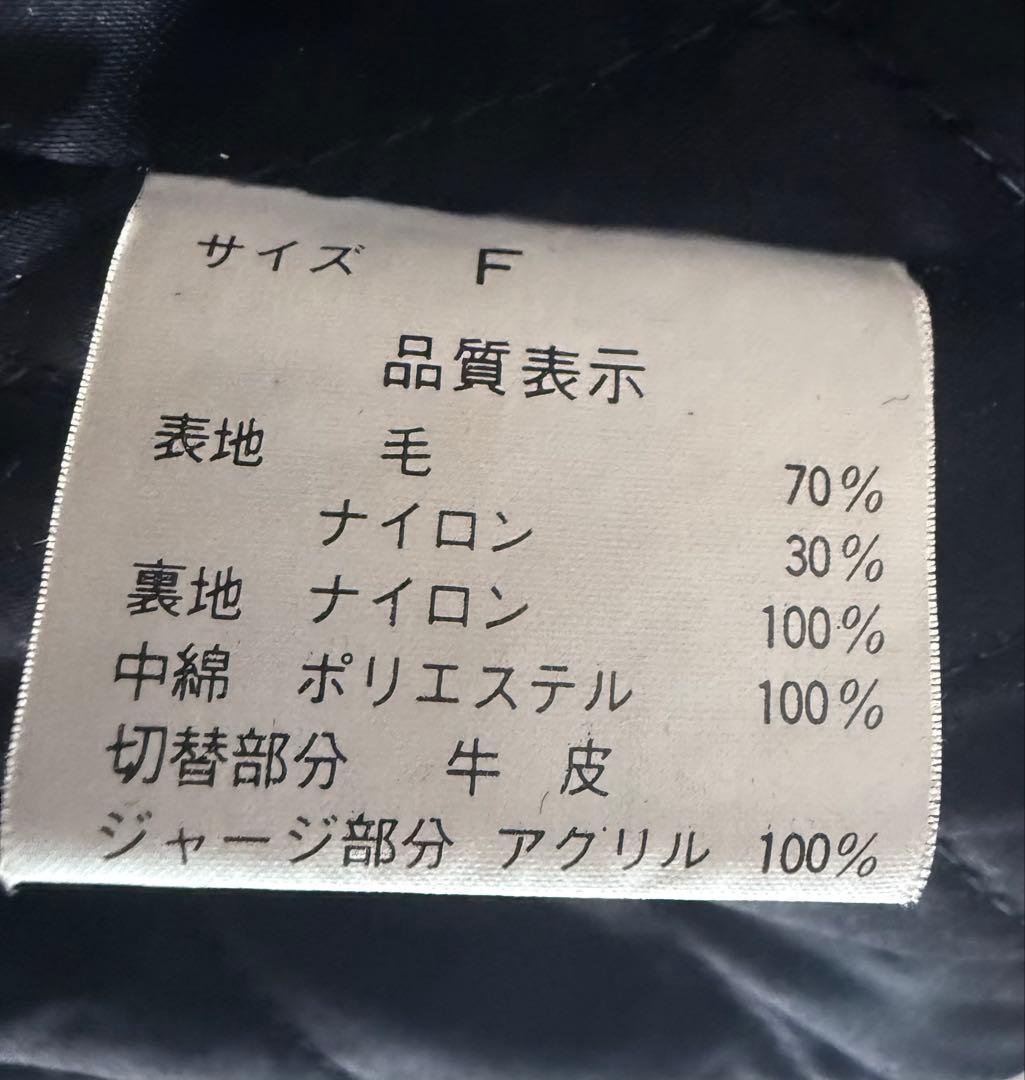 サイズ F
品質表示
表地 毛 70%
ナイロン 30%
裏地 ナイロン 100%
中綿 ポリエステル 100%
切替部分 牛 皮
ジャージ部分 アクリル 100%